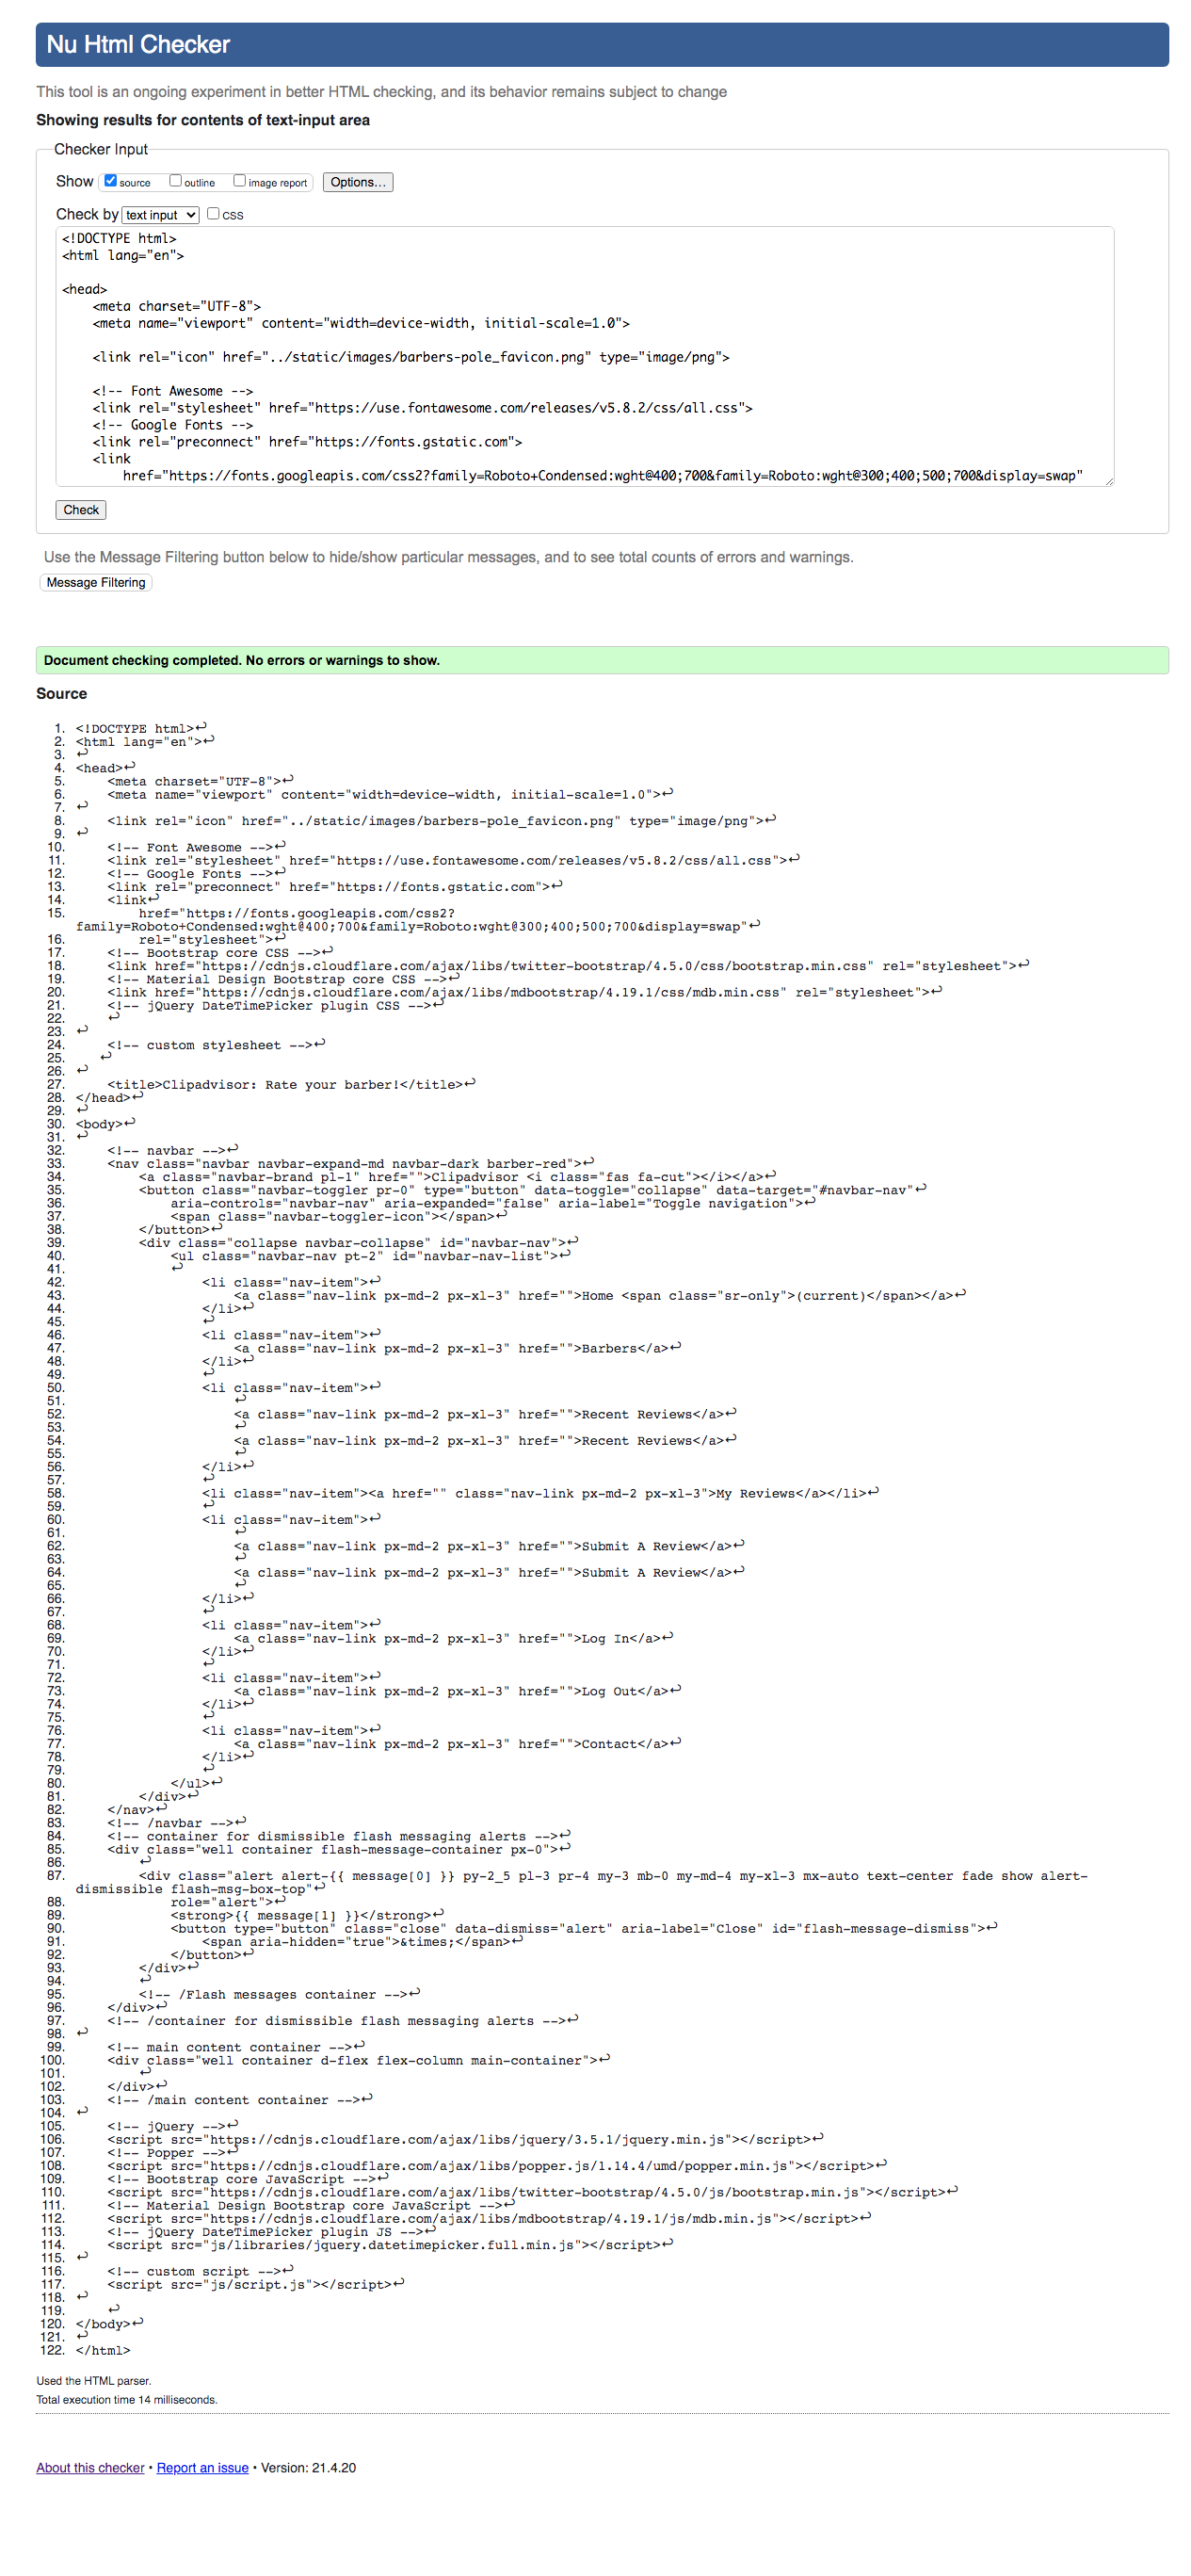 Nu Html Checker
This tool is an ongoing experiment in better HTML checking, and its behavior remains subject to change
Showing results for contents of text-input area
Checker Input
Show source outline image report Options...
Check by text input CSS
<!DOCTYPE html>
<html lang="en">
<head>
    <meta charset="UTF-8">
    <meta name="viewport" content="width=device-width, initial-scale=1.0">
    <link rel="icon" href="../static/images/barbers-pole_favicon.png" type="image/png">
    <!-- Font Awesome -->
    <link rel="stylesheet" href="https://use.fontawesome.com/releases/v5.8.2/css/all.css">
    <!-- Google Fonts -->
    <link rel="preconnect" href="https://fonts.gstatic.com">
    <link
        href="https://fonts.googleapis.com/css2?family=Roboto+Condensed:wght@400;700&family=Roboto:wght@300;400;500;700&display=swap"
Check
Use the Message Filtering button below to hide/show particular messages, and to see total counts of errors and warnings.
Message Filtering
Document checking completed. No errors or warnings to show.
Source
1. <!DOCTYPE html>↩
2. <html lang="en">↩
3. ↩
4. <head>↩
5.     <meta charset="UTF-8">↩
6.     <meta name="viewport" content="width=device-width, initial-scale=1.0">↩
7. ↩
8.     <link rel="icon" href="../static/images/barbers-pole_favicon.png" type="image/png">↩
9. ↩
10.     <!-- Font Awesome -->↩
11.     <link rel="stylesheet" href="https://use.fontawesome.com/releases/v5.8.2/css/all.css">↩
12.     <!-- Google Fonts -->↩
13.     <link rel="preconnect" href="https://fonts.gstatic.com">↩
14.     <link↩
15.         href="https://fonts.googleapis.com/css2?
family=Roboto+Condensed:wght@400;700&family=Roboto:wght@300;400;500;700&display=swap"↩
16.         rel="stylesheet">↩
17.     <!-- Bootstrap core CSS -->↩
18.     <link href="https://cdnjs.cloudflare.com/ajax/libs/twitter-bootstrap/4.5.0/css/bootstrap.min.css" rel="stylesheet">↩
19.     <!-- Material Design Bootstrap core CSS -->↩
20.     <link href="https://cdnjs.cloudflare.com/ajax/libs/mdbootstrap/4.19.1/css/mdb.min.css" rel="stylesheet">↩
21.     <!-- jQuery DateTimePicker plugin CSS -->↩
22.     ↩
23. ↩
24.     <!-- custom stylesheet -->↩
25.    ↩
26. ↩
27.     <title>Clipadvisor: Rate your barber!</title>↩
28. </head>↩
29. ↩
30. <body>↩
31. ↩
32.     <!-- navbar -->↩
33.     <nav class="navbar navbar-expand-md navbar-dark barber-red">↩
34.         <a class="navbar-brand pl-1" href="">Clipadvisor <i class="fas fa-cut"></i></a>↩
35.         <button class="navbar-toggler pr-0" type="button" data-toggle="collapse" data-target="#navbar-nav"↩
36.             aria-controls="navbar-nav" aria-expanded="false" aria-label="Toggle navigation">↩
37.             <span class="navbar-toggler-icon"></span>↩
38.         </button>↩
39.         <div class="collapse navbar-collapse" id="navbar-nav">↩
40.             <ul class="navbar-nav pt-2" id="navbar-nav-list">↩
41.             ↩
42.                 <li class="nav-item">↩
43.                     <a class="nav-link px-md-2 px-xl-3" href="">Home <span class="sr-only">(current)</span></a>↩
44.                 </li>↩
45.                 ↩
46.                 <li class="nav-item">↩
47.                     <a class="nav-link px-md-2 px-xl-3" href="">Barbers</a>↩
48.                 </li>↩
49.                 ↩
50.                 <li class="nav-item">↩
51.                     ↩
52.                     <a class="nav-link px-md-2 px-xl-3" href="">Recent Reviews</a>↩
53.                     ↩
54.                     <a class="nav-link px-md-2 px-xl-3" href="">Recent Reviews</a>↩
55.                     ↩
56.                 </li>↩
57.                 ↩
58.                 <li class="nav-item"><a href="" class="nav-link px-md-2 px-xl-3">My Reviews</a></li>↩
59.                 ↩
60.                 <li class="nav-item">↩
61.                     ↩
62.                     <a class="nav-link px-md-2 px-xl-3" href="">Submit A Review</a>↩
63.                     ↩
64.                     <a class="nav-link px-md-2 px-xl-3" href="">Submit A Review</a>↩
65.                     ↩
66.                 </li>↩
67.                 ↩
68.                 <li class="nav-item">↩
69.                     <a class="nav-link px-md-2 px-xl-3" href="">Log In</a>↩
70.                 </li>↩
71.                 ↩
72.                 <li class="nav-item">↩
73.                     <a class="nav-link px-md-2 px-xl-3" href="">Log Out</a>↩
74.                 </li>↩
75.                 ↩
76.                 <li class="nav-item">↩
77.                     <a class="nav-link px-md-2 px-xl-3" href="">Contact</a>↩
78.                 </li>↩
79.                 ↩
80.             </ul>↩
81.         </div>↩
82.     </nav>↩
83.     <!-- /navbar -->↩
84.     <!-- container for dismissible flash messaging alerts -->↩
85.     <div class="well container flash-message-container px-0">↩
86.         ↩
87.         <div class="alert alert-{{ message[0] }} py-2_5 pl-3 pr-4 my-3 mb-0 my-md-4 my-xl-3 mx-auto text-center fade show alert-
dismissible flash-msg-box-top"↩
88.             role="alert">↩
89.             <strong>{{ message[1] }}</strong>↩
90.             <button type="button" class="close" data-dismiss="alert" aria-label="Close" id="flash-message-dismiss">↩
91.                 <span aria-hidden="true">&times;</span>↩
92.             </button>↩
93.         </div>↩
94.         ↩
95.         <!-- /Flash messages container -->↩
96.     </div>↩
97.     <!-- /container for dismissible flash messaging alerts -->↩
98. ↩
99.     <!-- main content container -->↩
100.     <div class="well container d-flex flex-column main-container">↩
101.         ↩
102.     </div>↩
103.     <!-- /main content container -->↩
104. ↩
105.     <!-- jQuery -->↩
106.     <script src="https://cdnjs.cloudflare.com/ajax/libs/jquery/3.5.1/jquery.min.js"></script>↩
107.     <!-- Popper -->↩
108.     <script src="https://cdnjs.cloudflare.com/ajax/libs/popper.js/1.14.4/umd/popper.min.js"></script>↩
109.     <!-- Bootstrap core JavaScript -->↩
110.     <script src="https://cdnjs.cloudflare.com/ajax/libs/twitter-bootstrap/4.5.0/js/bootstrap.min.js"></script>↩
111.     <!-- Material Design Bootstrap core JavaScript -->↩
112.     <script src="https://cdnjs.cloudflare.com/ajax/libs/mdbootstrap/4.19.1/js/mdb.min.js"></script>↩
113.     <!-- jQuery DateTimePicker plugin JS -->↩
114.     <script src="js/libraries/jquery.datetimepicker.full.min.js"></script>↩
115. ↩
116.     <!-- custom script -->↩
117.     <script src="js/script.js"></script>↩
118. ↩
119.     ↩
120. </body>↩
121. ↩
122. </html>
Used the HTML parser.
Total execution time 14 milliseconds.
About this checker • Report an issue • Version: 21.4.20